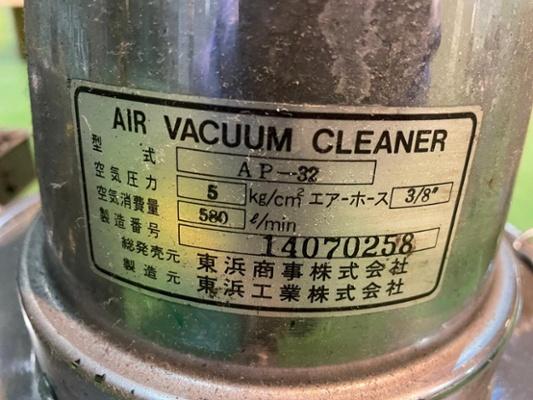 AIR VACUUM CLEANER
型式 AP-32
空気圧力 5 kg/cm² エアーホース 3/8"
空気消費量 580 ℓ/min
製造番号 14070258
総発売元 東浜商事株式会社
製造元 東浜工業株式会社